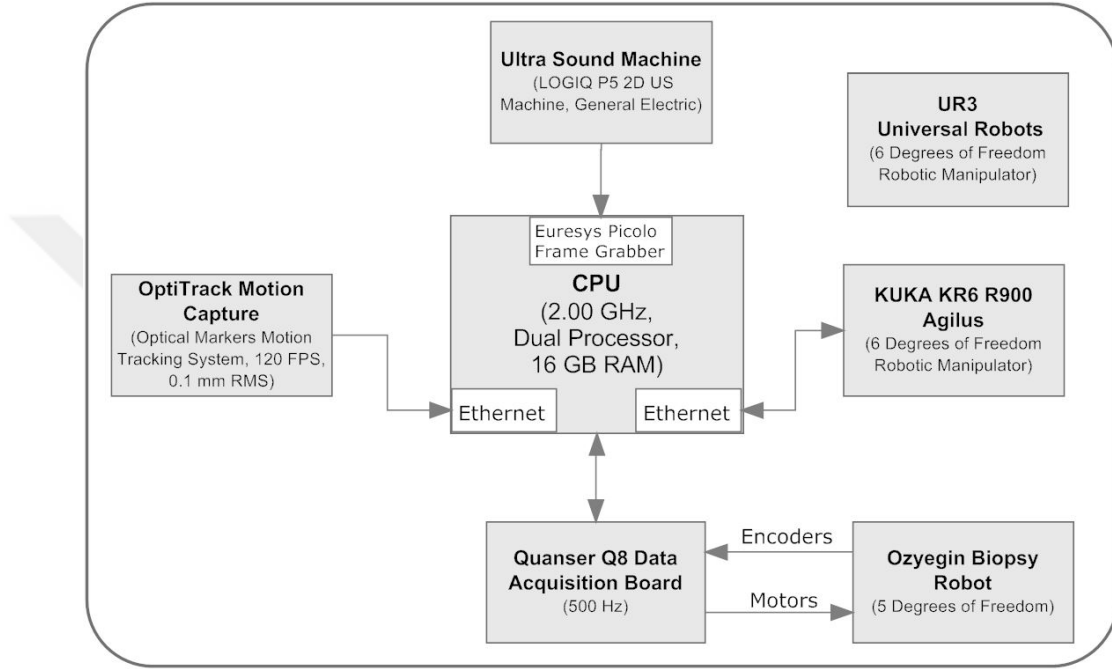 Ultra Sound Machine
(LOGIQ P5 2D US
Machine, General Electric)
UR3
Universal Robots
(6 Degrees of Freedom
Robotic Manipulator)
Euresys Picolo
Frame Grabber
CPU
(2.00 GHz,
Dual Processor,
16 GB RAM)
Ethernet
Ethernet
OptiTrack Motion
Capture
(Optical Markers Motion
Tracking System, 120 FPS,
0.1 mm RMS)
KUKA KR6 R900
Agilus
(6 Degrees of Freedom
Robotic Manipulator)
Quanser Q8 Data
Acquisition Board
(500 Hz)
Encoders
Motors
Ozyegin Biopsy
Robot
(5 Degrees of Freedom)